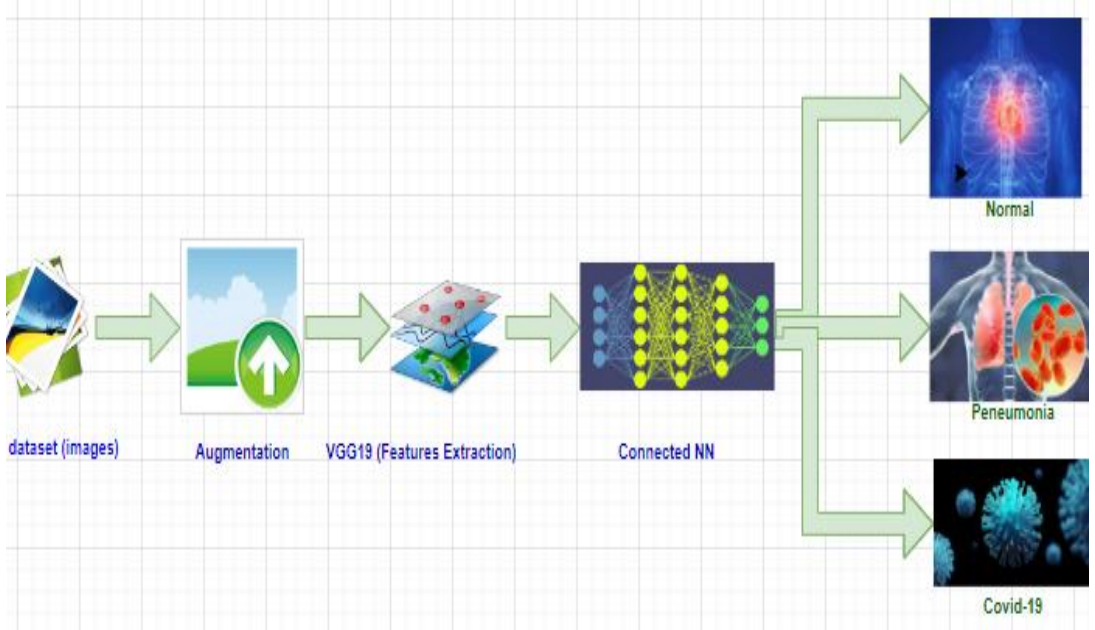 Normal
Peneumonia
dataset (images)
Augmentation
VGG19 (Features Extraction)
Connected NN
Covid-19